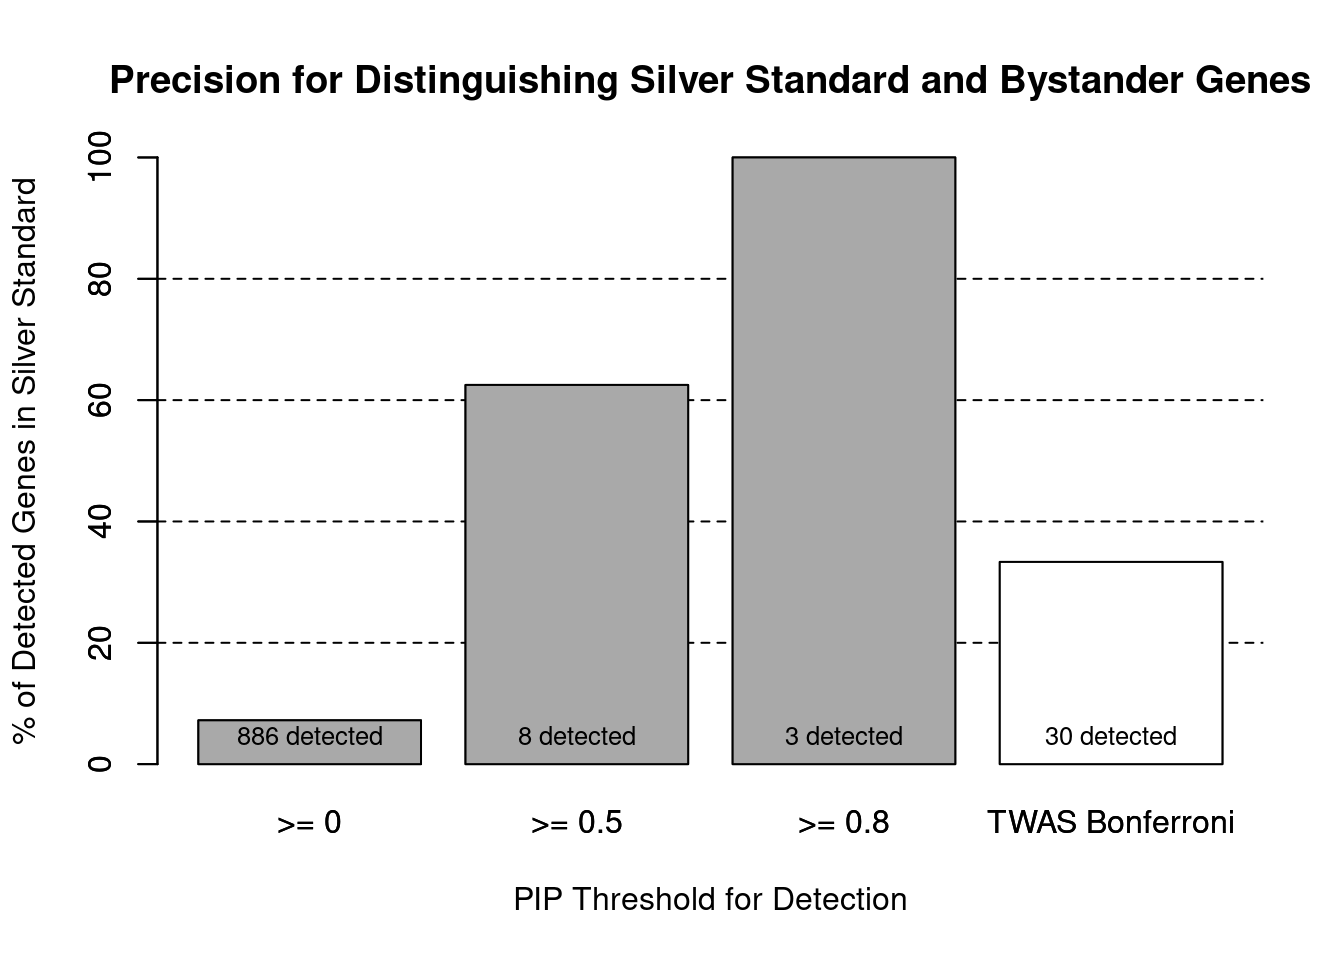 Precision for Distinguishing Silver Standard and Bystander Genes
% of Detected Genes in Silver Standard
100
80
60
40
20
0
886 detected
8 detected
3 detected
30 detected
>= 0
>= 0.5
>= 0.8
TWAS Bonferroni
PIP Threshold for Detection